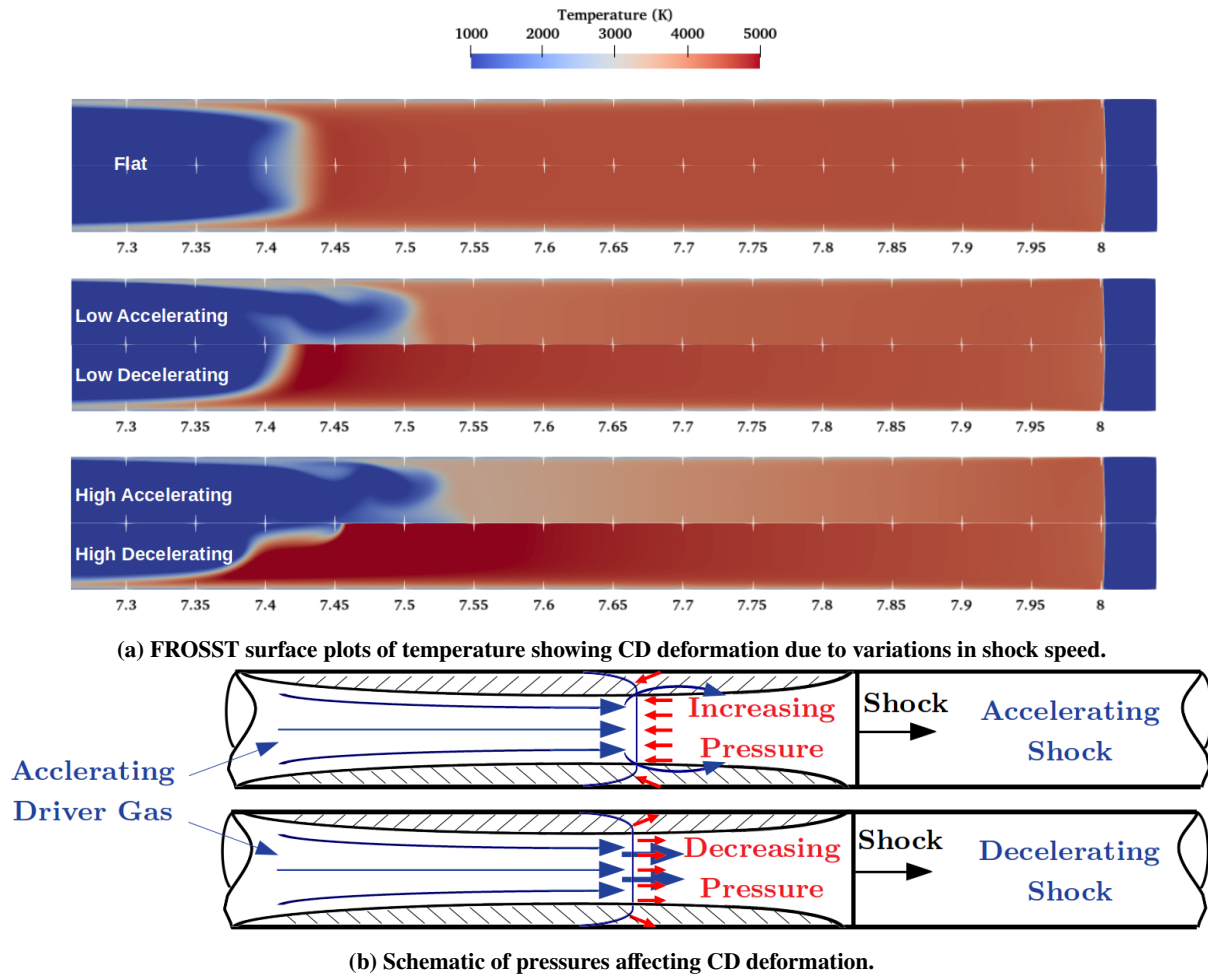 Temperature (K)
1000 2000 3000 4000 5000
Flat
7.3 7.35 7.4 7.45 7.5 7.55 7.6 7.65 7.7 7.75 7.8 7.85 7.9 7.95 8
Low Accelerating
Low Decelerating
7.3 7.35 7.4 7.45 7.5 7.55 7.6 7.65 7.7 7.75 7.8 7.85 7.9 7.95 8
High Accelerating
High Decelerating
7.3 7.35 7.4 7.45 7.5 7.55 7.6 7.65 7.7 7.75 7.8 7.85 7.9 7.95 8
(a) FROSST surface plots of temperature showing CD deformation due to variations in shock speed.
Increasing
Pressure
Shock
Accelerating
Shock
Acclerating
Driver Gas
Decreasing
Pressure
Shock
Decelerating
Shock
(b) Schematic of pressures affecting CD deformation.